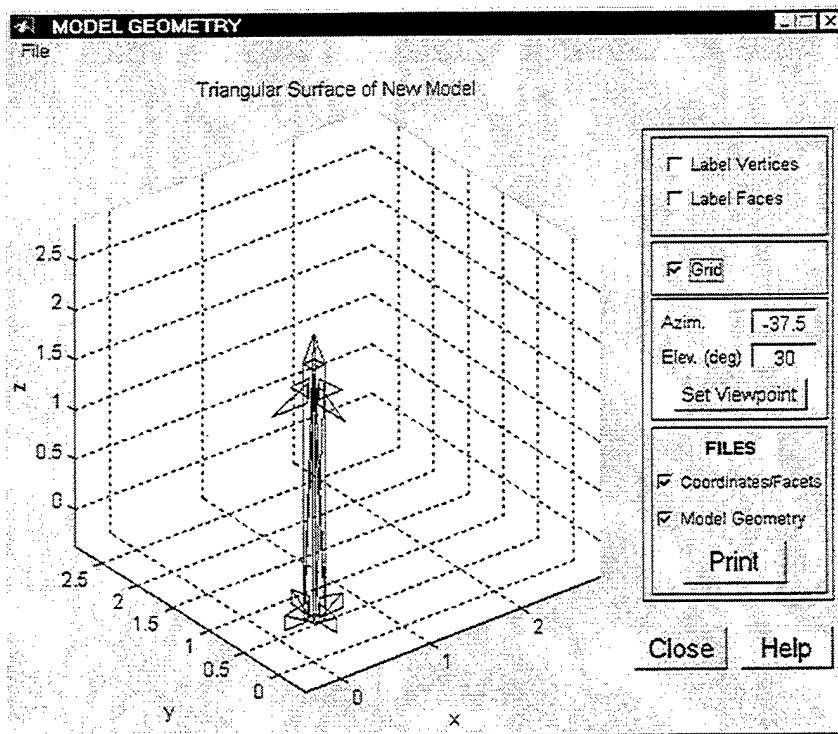 MODEL GEOMETRY
File
Triangular Surface of New Model
2.5
2
1.5
1
0.5
0
z
2.5
2
1.5
1
0.5
0
y
0
1
2
x
Label Vertices
Label Faces
Grid
Azim. -37.5
Elev. (deg) 30
Set Viewpoint
FILES
Coordinates/Facets
Model Geometry
Print
Close Help